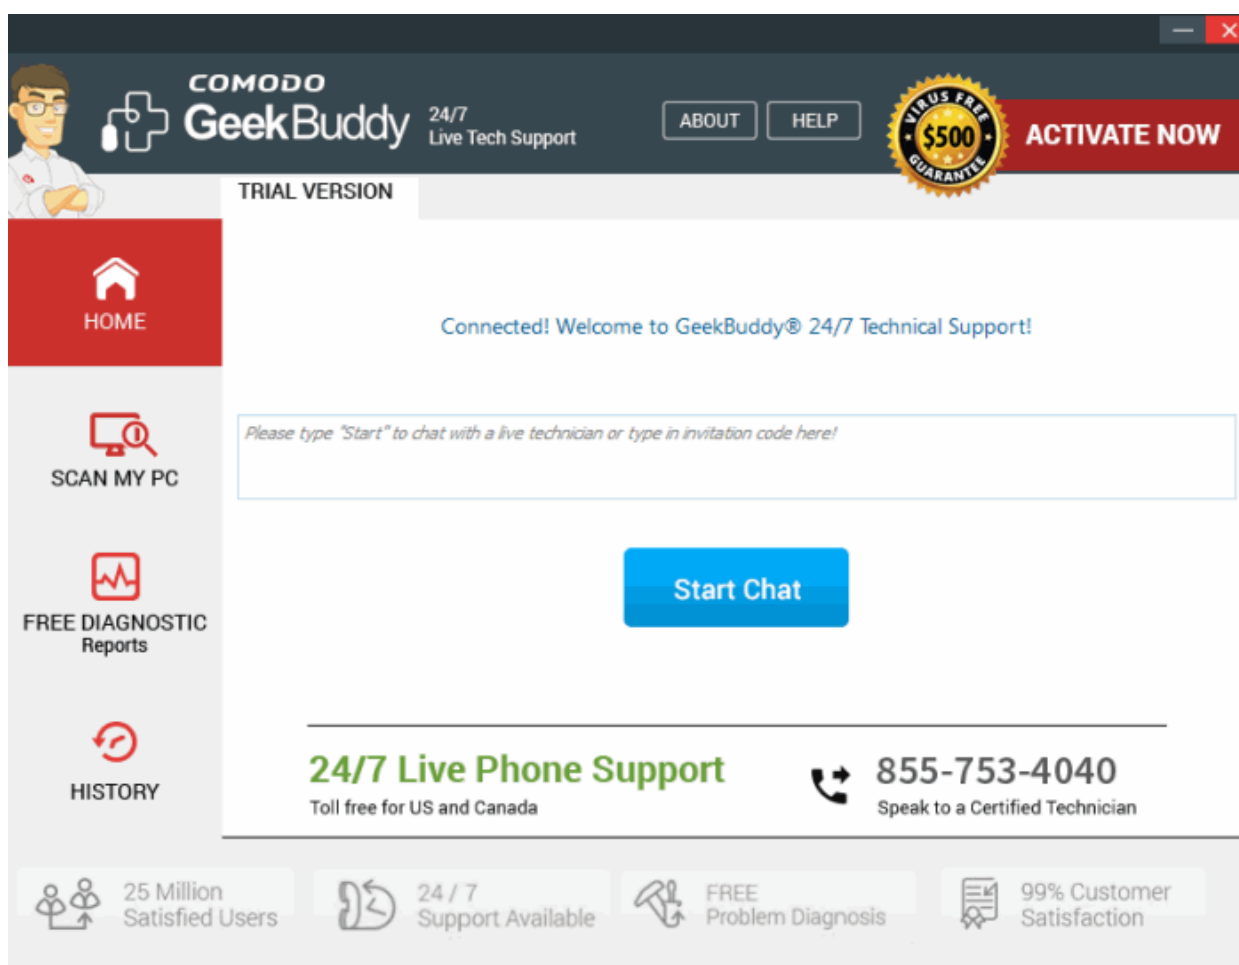 COMODO
GeekBuddy
24/7
Live Tech Support
ABOUT
HELP
VIRUS FREE
$500
GUARANTEE
ACTIVATE NOW
TRIAL VERSION
HOME
Connected! Welcome to GeekBuddy® 24/7 Technical Support!
Please type "Start" to chat with a live technician or type in invitation code here!
SCAN MY PC
Start Chat
FREE DIAGNOSTIC
Reports
HISTORY
24/7 Live Phone Support
Toll free for US and Canada
855-753-4040
Speak to a Certified Technician
25 Million
Satisfied Users
24 / 7
Support Available
FREE
Problem Diagnosis
99% Customer
Satisfaction